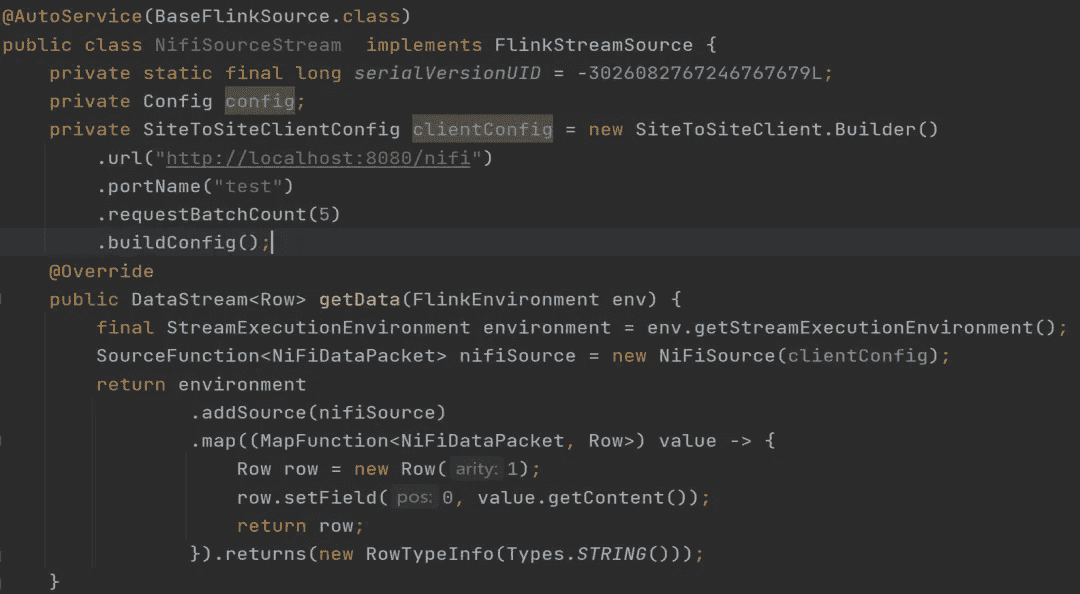 @AutoService(BaseFlinkSource.class)
public class NifiSourceStream  implements FlinkStreamSource {
    private static final long serialVersionUID = -3026082767246767679L;
    private Config config;
    private SiteToSiteClientConfig clientConfig = new SiteToSiteClient.Builder()
        .url("http://localhost:8080/nifi")
        .portName("test")
        .requestBatchCount(5)
        .buildConfig();
    @Override
    public DataStream<Row> getData(FlinkEnvironment env) {
        final StreamExecutionEnvironment environment = env.getStreamExecutionEnvironment();
        SourceFunction<NiFiDataPacket> nifiSource = new NiFiSource(clientConfig);
        return environment
                .addSource(nifiSource)
                .map((MapFunction<NiFiDataPacket, Row>) value -> {
                    Row row = new Row( arity: 1);
                    row.setField( pos: 0, value.getContent());
                    return row;
                }).returns(new RowTypeInfo(Types.STRING()));
    }